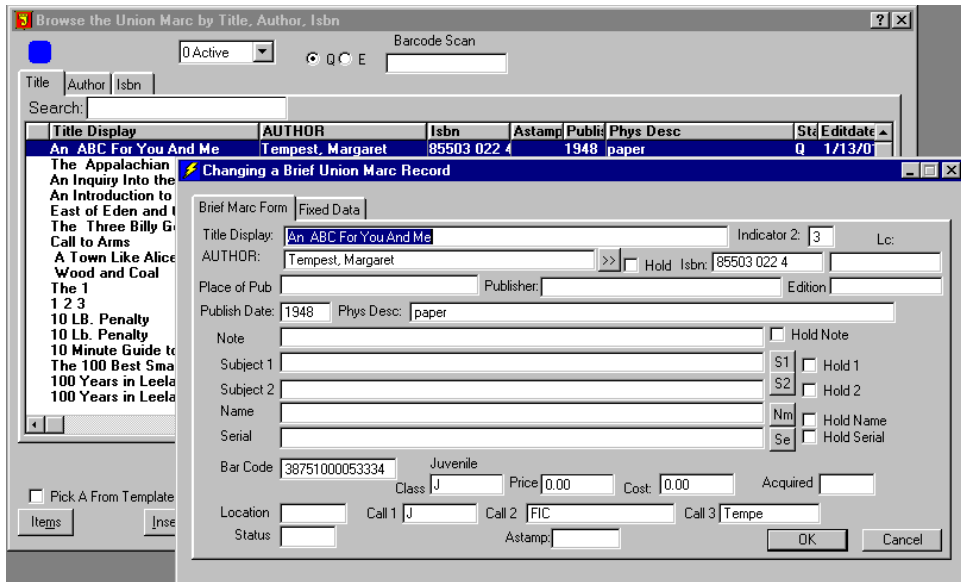 Browse the Union Marc by Title, Author, Isbn
Barcode Scan
0 Active Q E
Title Author Isbn
Search:
Title Display AUTHOR Isbn Astamp Publis Phys Desc Sta Editdate
An ABC For You And Me Tempest, Margaret 85503 022 4 1948 paper Q 1/13/0
The Appalachian
An Inquiry Into the
An Introduction to
East of Eden and
The Three Billy G
Call to Arms
A Town Like Alice
Wood and Coal
The 1
1 2 3
10 LB. Penalty
10 Lb. Penalty
10 Minute Guide to
The 100 Best Sma
100 Years in Leela
100 Years in Leela
Pick A From Template
Items Inse
Changing a Brief Union Marc Record
Brief Marc Form Fixed Data
Title Display: An ABC For You And Me Indicator 2: 3 Lc:
AUTHOR: Tempest, Margaret >> Hold Isbn: 85503 022 4
Place of Pub Publisher: Edition
Publish Date: 1948 Phys Desc: paper
Note Hold Note
Subject 1 S1 Hold 1
Subject 2 S2 Hold 2
Name Nm Hold Name
Serial Se Hold Serial
Bar Code 38751000053334 Juvenile
Class J Price 0.00 Cost: 0.00 Acquired
Location Call 1 J Call 2 FIC Call 3 Tempe
Status Astamp: OK Cancel